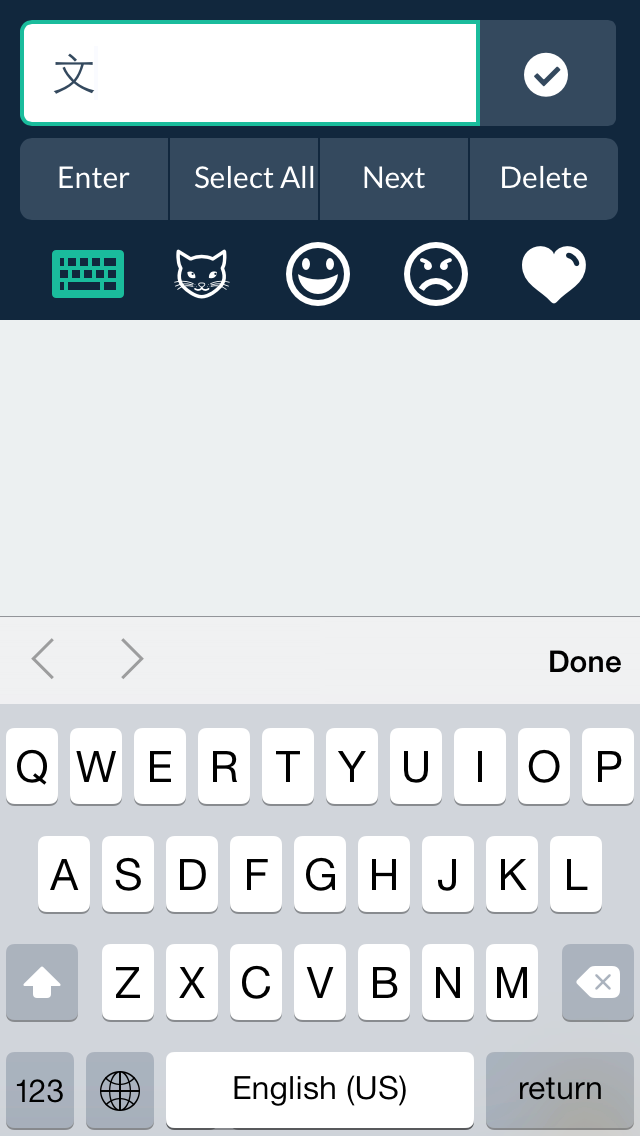 文
Enter Select All Next Delete
Done
Q W E R T Y U I O P
A S D F G H J K L
Z X C V B N M
123 English (US) return